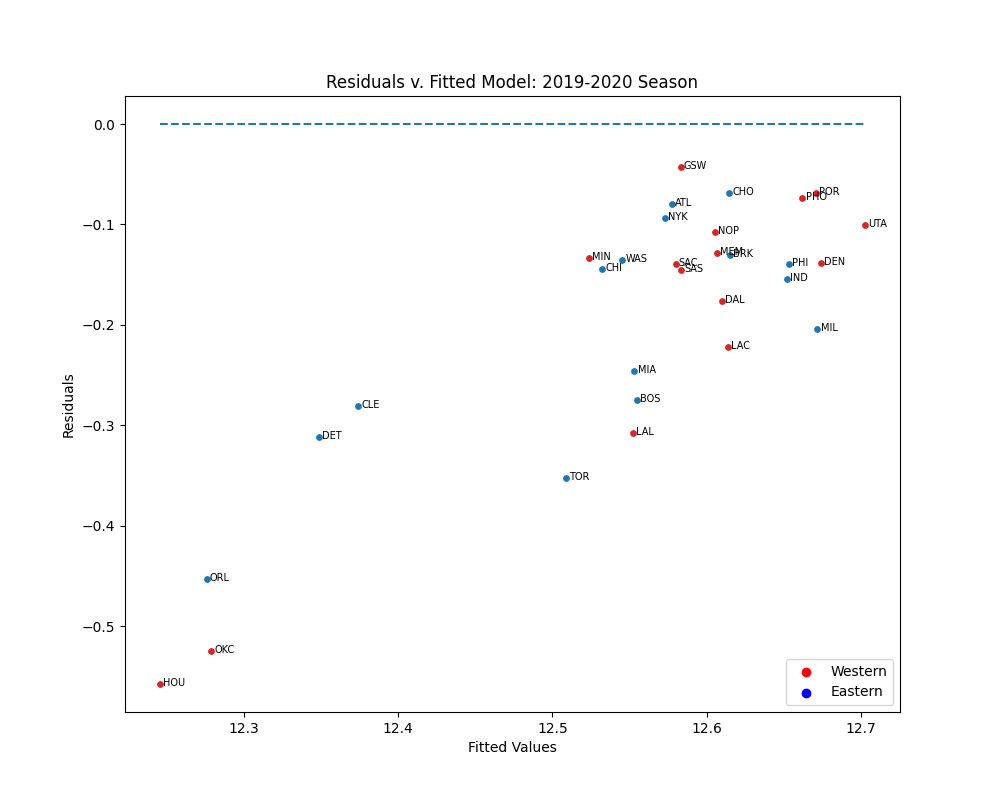 Residuals v. Fitted Model: 2019-2020 Season
0.0
GSW
CHO
POR
PHO
ATL
NYK
−0.1
UTA
NOP
MEM
BRK
MIN
WAS
CHI
SAC
SAS
PHI
DEN
IND
DAL
−0.2
MIL
LAC
MIA
BOS
CLE
−0.3
LAL
DET
TOR
−0.4
ORL
−0.5
OKC
HOU
Western
Eastern
Residuals
12.3 12.4 12.5 12.6 12.7
Fitted Values